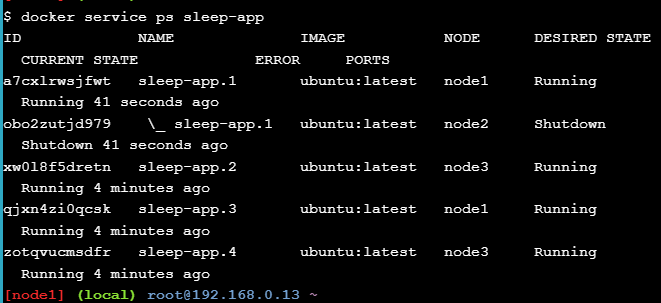 $ docker service ps sleep-app
ID                  NAME                IMAGE               NODE                DESIRED STATE
  CURRENT STATE            ERROR      PORTS
a7cxlrwsjfwt   sleep-app.1        ubuntu:latest   node1      Running
  Running 41 seconds ago
obo2zutjd979    \_ sleep-app.1   ubuntu:latest   node2      Shutdown
  Shutdown 41 seconds ago
xw0l8f5dretn   sleep-app.2        ubuntu:latest   node3      Running
  Running 4 minutes ago
qjxn4zi0qcsk   sleep-app.3        ubuntu:latest   node1      Running
  Running 4 minutes ago
zotqvucmsdfr   sleep-app.4        ubuntu:latest   node3      Running
  Running 4 minutes ago
[node1] (local) root@192.168.0.13 ~